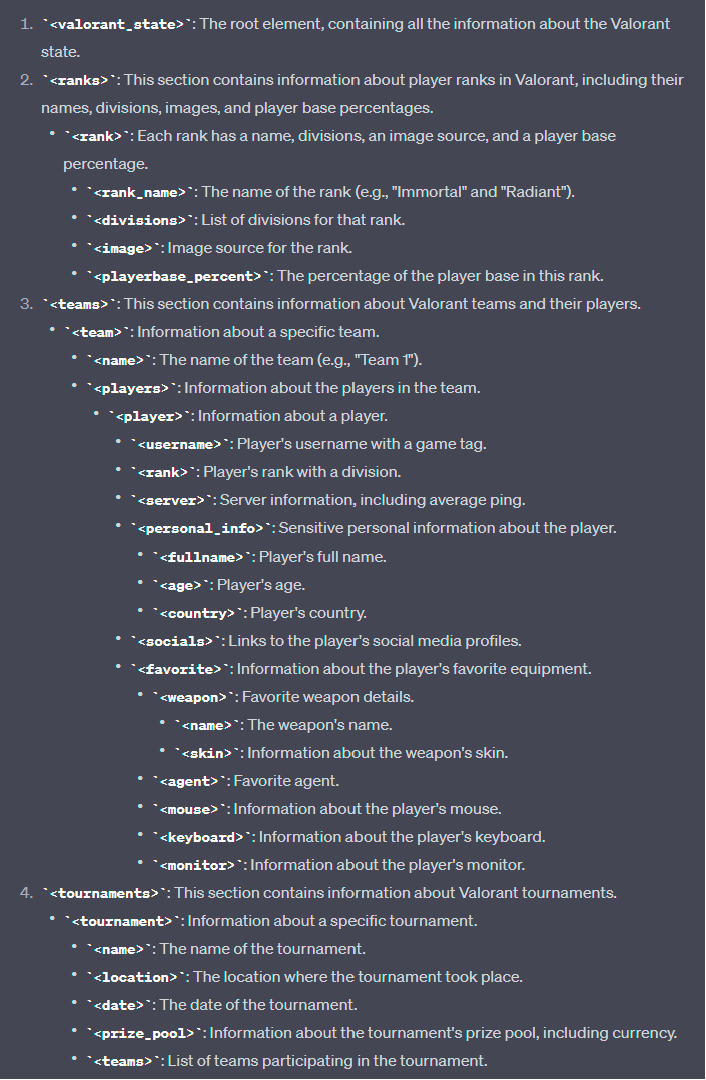 1. `<valorant_state>`: The root element, containing all the information about the Valorant
state.
2. `<ranks>`: This section contains information about player ranks in Valorant, including their
names, divisions, images, and player base percentages.
• `<rank>`: Each rank has a name, divisions, an image source, and a player base
percentage.
• `<rank_name>`: The name of the rank (e.g., "Immortal" and "Radiant").
• `<divisions>`: List of divisions for that rank.
• `<image>`: Image source for the rank.
• `<playerbase_percent>`: The percentage of the player base in this rank.
3. `<teams>`: This section contains information about Valorant teams and their players.
• `<team>`: Information about a specific team.
• `<name>`: The name of the team (e.g., "Team 1").
• `<players>`: Information about the players in the team.
• `<player>`: Information about a player.
• `<username>`: Player's username with a game tag.
• `<rank>`: Player's rank with a division.
• `<server>`: Server information, including average ping.
• `<personal_info>`: Sensitive personal information about the player.
• `<fullname>`: Player's full name.
• `<age>`: Player's age.
• `<country>`: Player's country.
• `<socials>`: Links to the player's social media profiles.
• `<favorite>`: Information about the player's favorite equipment.
• `<weapon>`: Favorite weapon details.
• `<name>`: The weapon's name.
• `<skin>`: Information about the weapon's skin.
• `<agent>`: Favorite agent.
• `<mouse>`: Information about the player's mouse.
• `<keyboard>`: Information about the player's keyboard.
• `<monitor>`: Information about the player's monitor.
4. `<tournaments>`: This section contains information about Valorant tournaments.
• `<tournament>`: Information about a specific tournament.
• `<name>`: The name of the tournament.
• `<location>`: The location where the tournament took place.
• `<date>`: The date of the tournament.
• `<prize_pool>`: Information about the tournament's prize pool, including currency.
• `<teams>`: List of teams participating in the tournament.